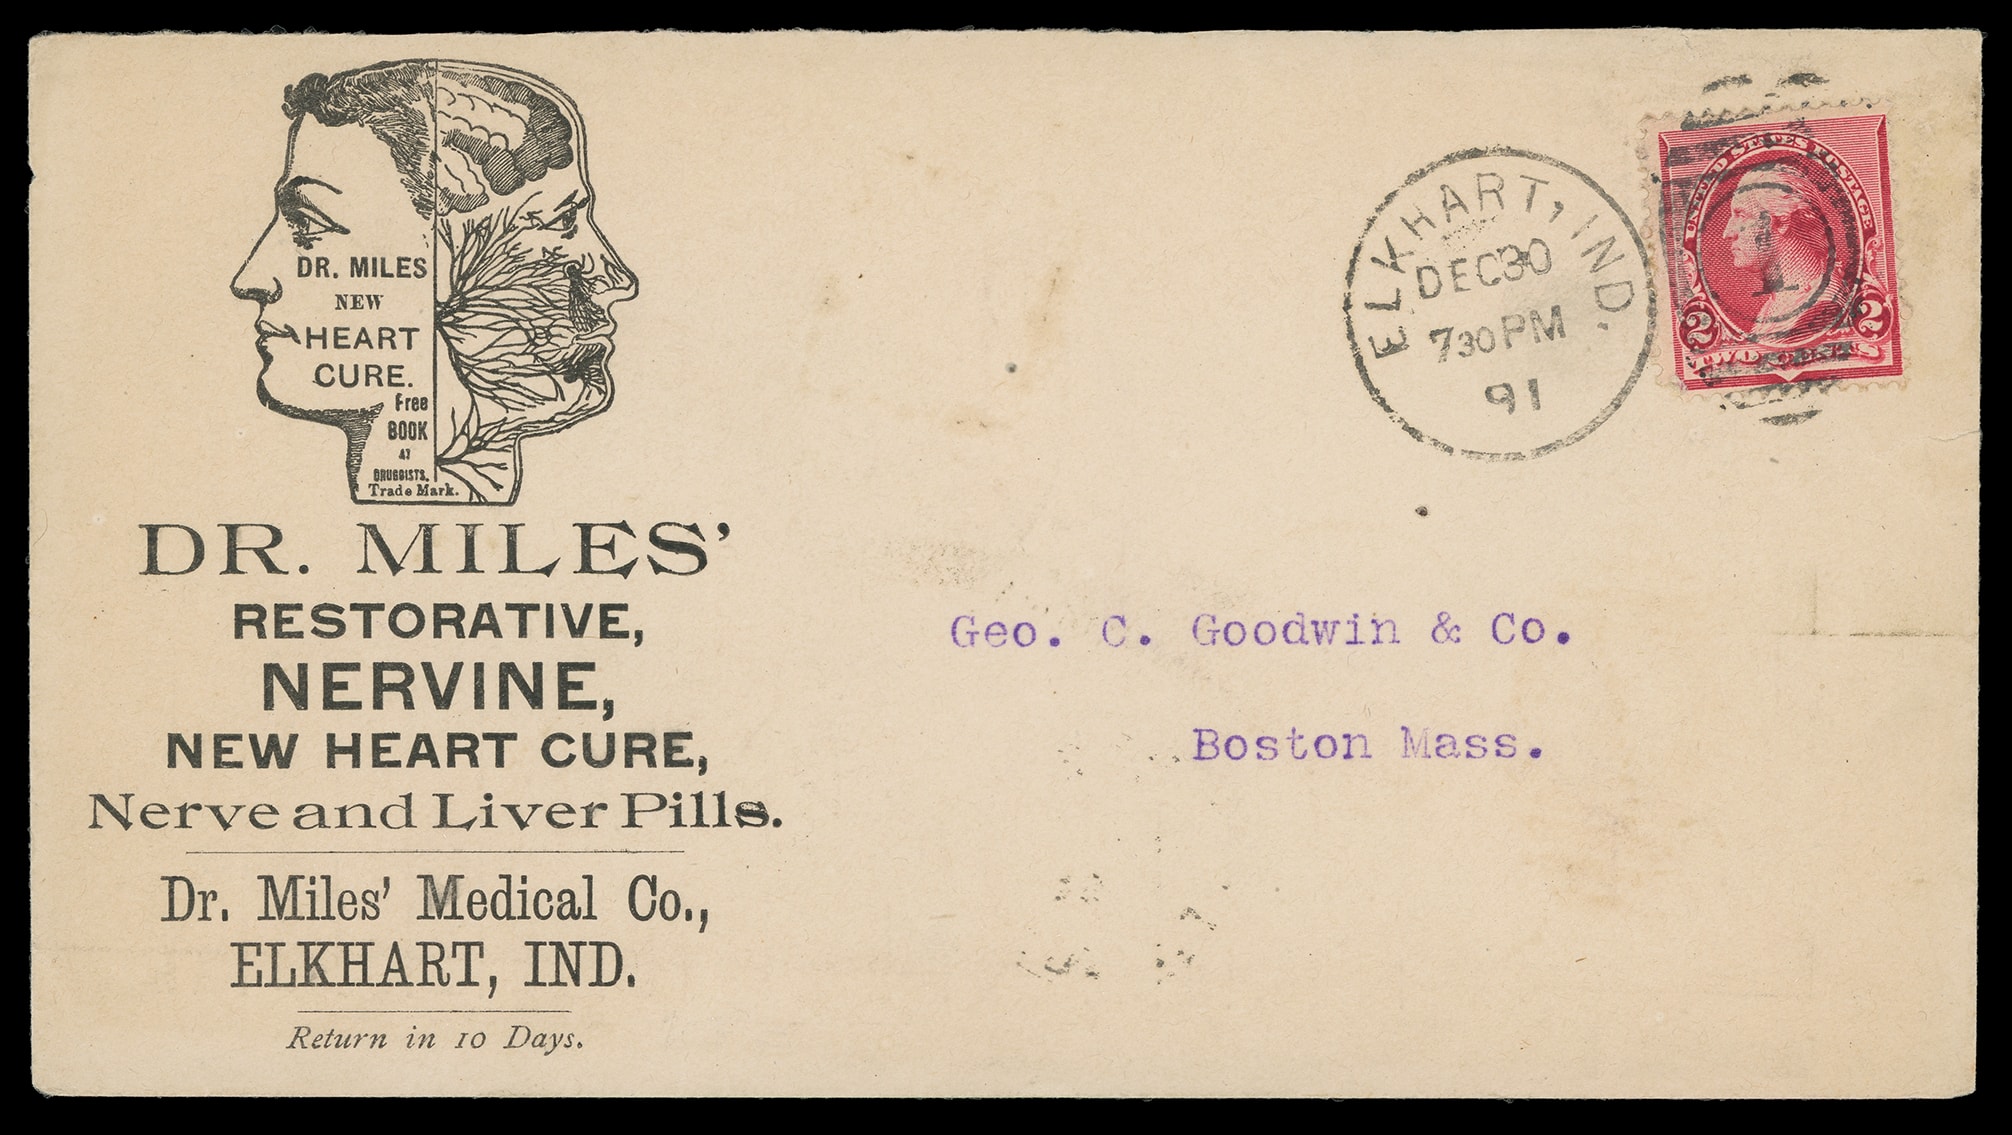 DR. MILES
NEW
HEART
CURE.
Free
BOOK
AT
DRUGGISTS.
Trade Mark.
DR. MILES'
RESTORATIVE,
NERVINE,
NEW HEART CURE,
Nerve and Liver Pills.
Dr. Miles' Medical Co.,
ELKHART, IND.
Return in 10 Days.
ELKHART, IND.
DEC 30
730 PM
91
UNITED STATES POSTAGE
1
2 2
TWO CENTS
Geo. C. Goodwin & Co.
Boston Mass.